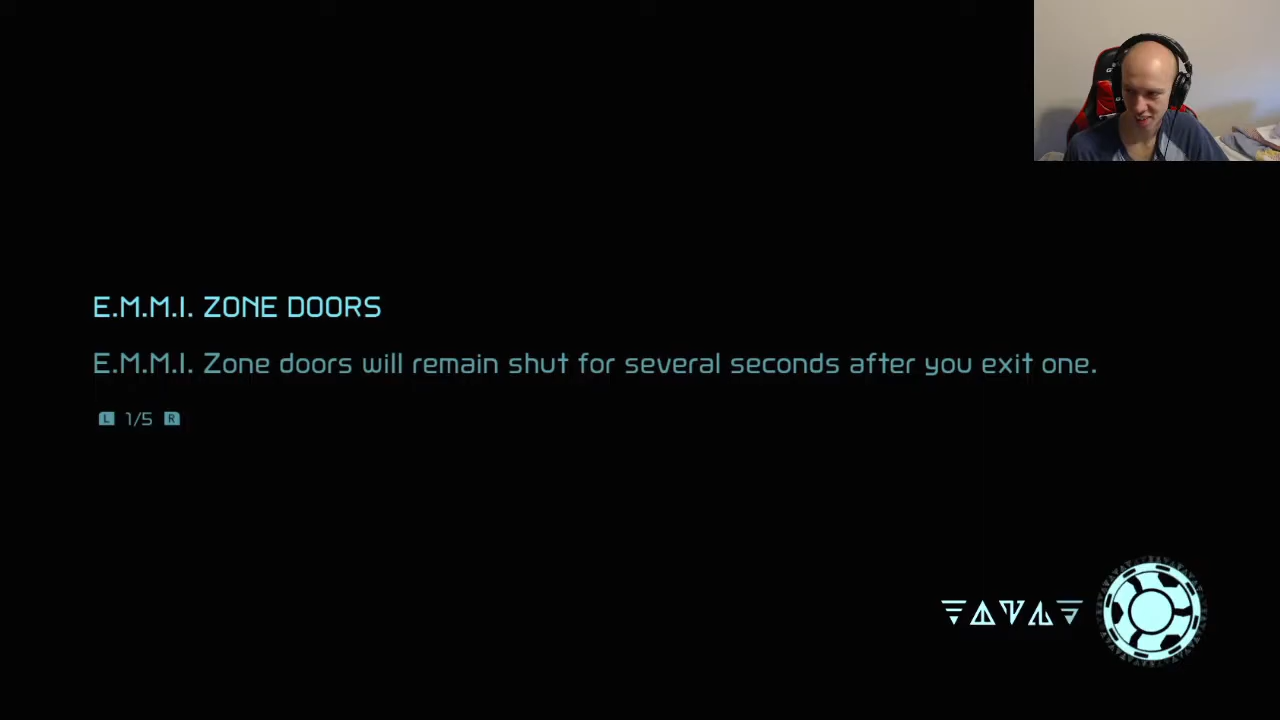 E.M.M.I. ZONE DOORS
E.M.M.I. Zone doors will remain shut for several seconds after you exit one.
L 1/5 R